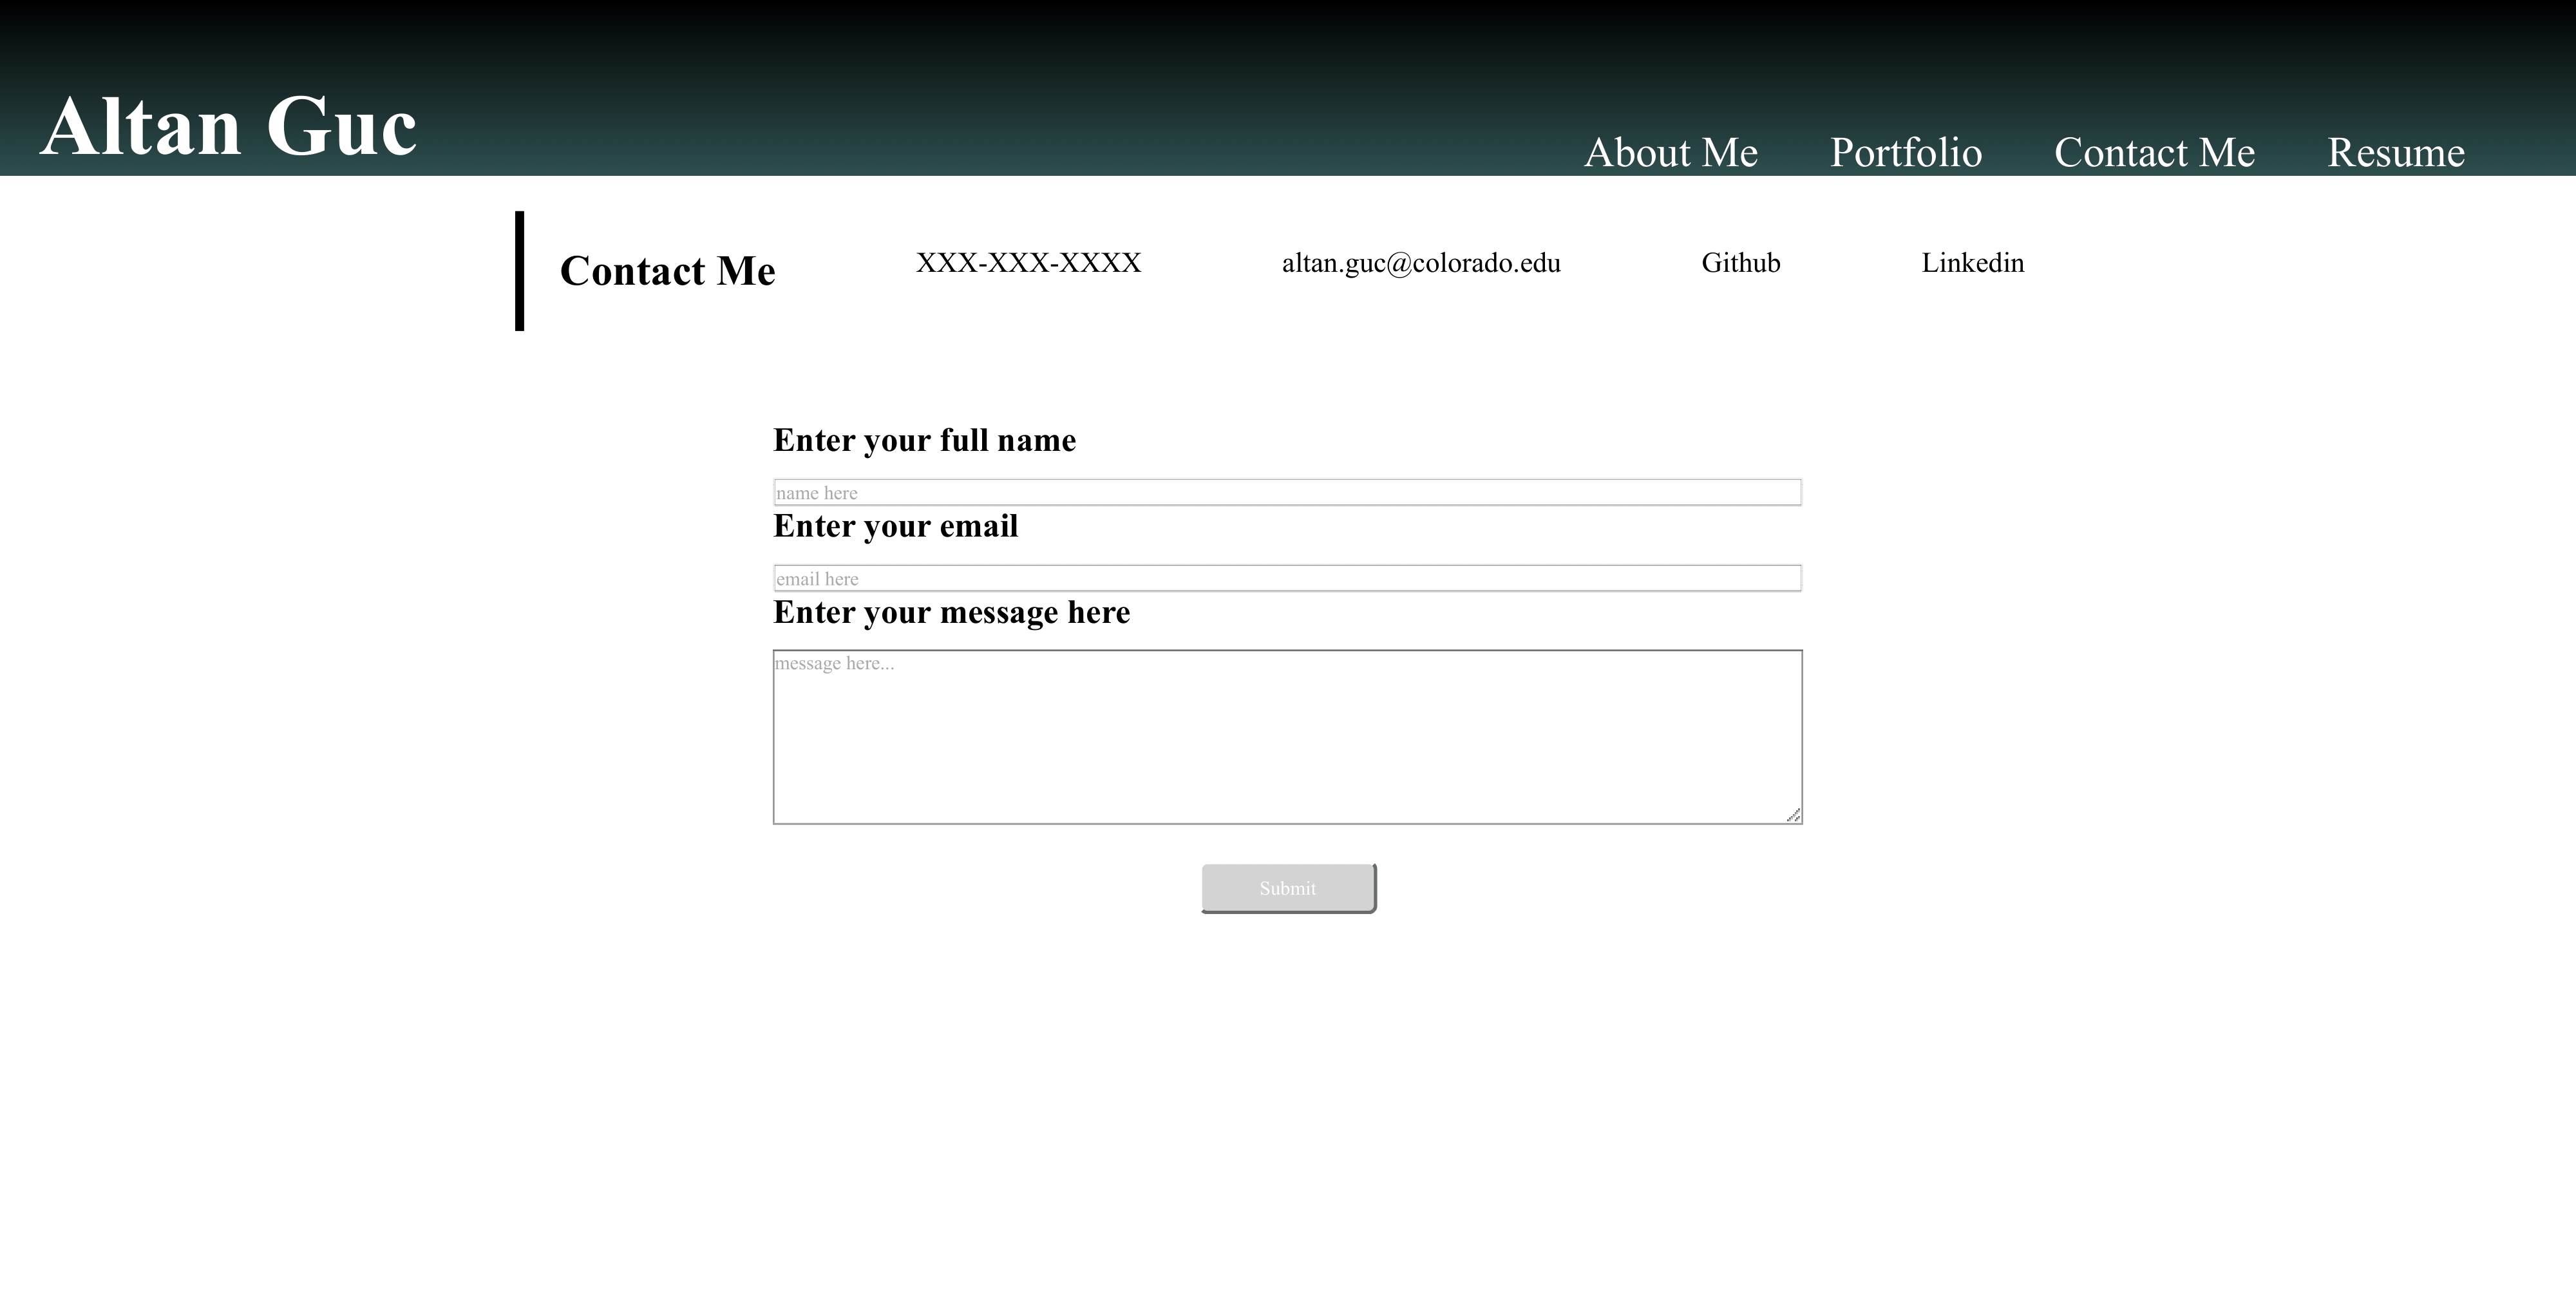 Altan Guc
About Me Portfolio Contact Me Resume
Contact Me XXX-XXX-XXXX altan.guc@colorado.edu Github Linkedin
Enter your full name
name here
Enter your email
email here
Enter your message here
message here...
Submit